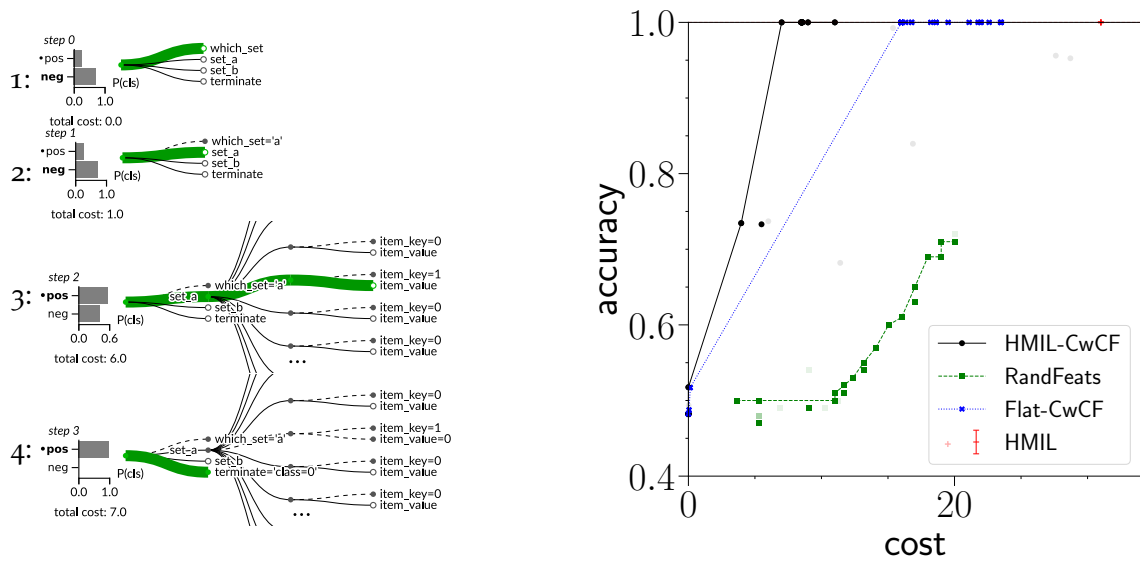 1:
step 0
•pos
neg
P(cls)
0.0 1.0
total cost: 0.0
which_set
set_a
set_b
terminate
2:
step 1
•pos
neg
P(cls)
0.0 1.0
total cost: 1.0
which_set='a'
set_a
set_b
terminate
3:
step 2
•pos
neg
P(cls)
0.0 0.6
total cost: 6.0
which_set='a'
set_a
set_b
terminate
item_key=0
item_value
item_key=1
item_value
item_key=0
item_value
item_key=0
item_value
...
4:
step 3
•pos
neg
P(cls)
0.0 1.0
total cost: 7.0
which_set='a'
set_a
set_b
terminate='class=0'
item_key=0
item_value
item_key=1
item_value=0
item_key=0
item_value
item_key=0
item_value
...
accuracy
1.0
0.8
0.6
0.4
0 20
cost
HMIL-CwCF
RandFeats
Flat-CwCF
HMIL